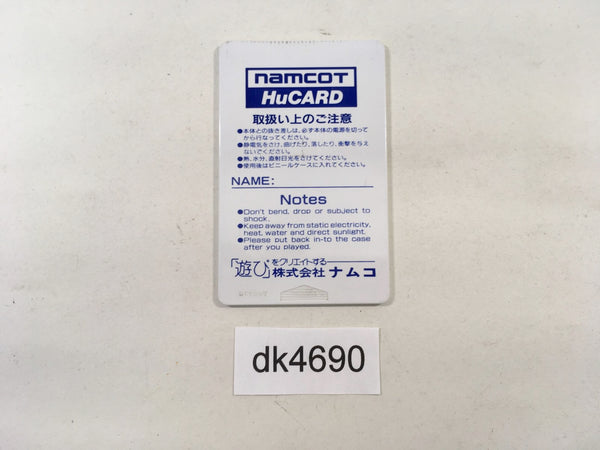 namcoT
HuCARD
取扱い上のご注意
●本体との抜き差しは、必ず本体の電源を切って
から行なってください。
●静電気をさけ、曲げたり、落したり、衝撃を与え
ないでください。
●熱、水分、直射日光をさけてください。
●使用後はビニールケースに入れてください。
NAME:
Notes
●Don't bend, drop or subject to
shock.
●Keep away from static electricity,
heat, water and direct sunlight.
●Please put back in-to the case
after you played.
「遊び」をクリエイトする
株式会社 ナムコ
dk4690